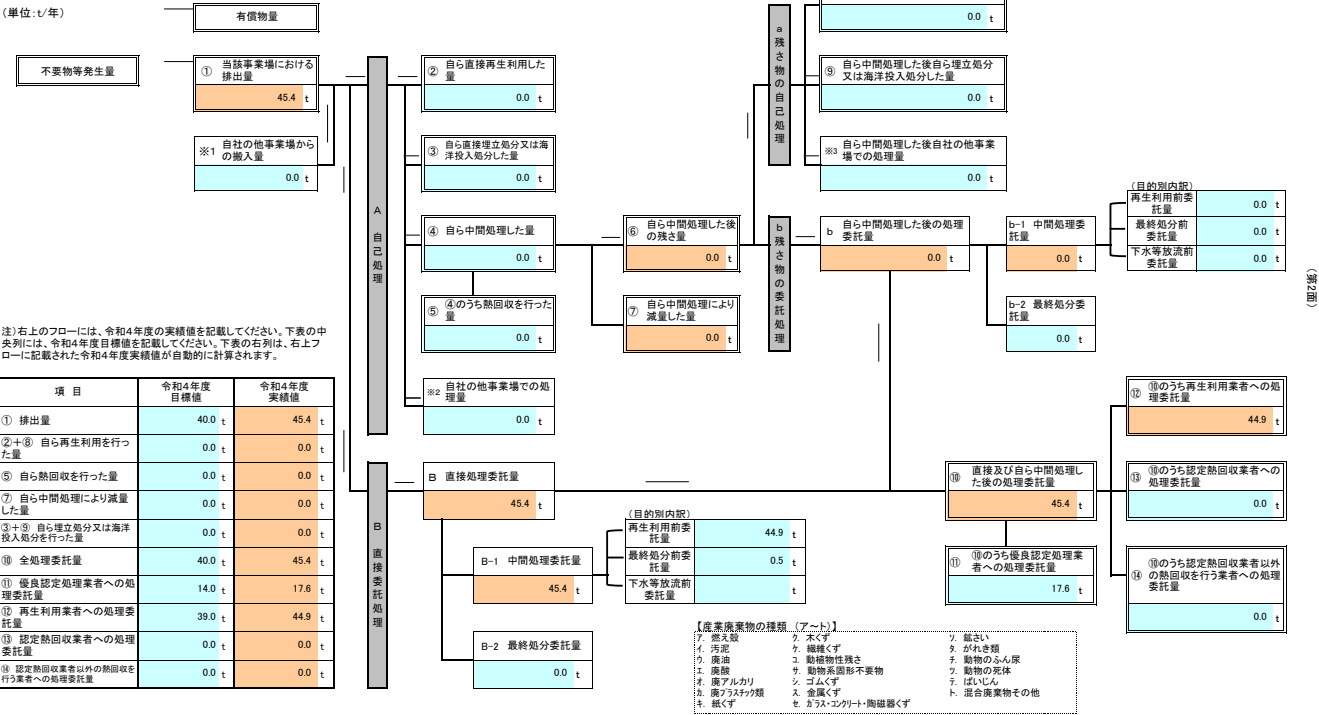 (単位:t/年)
有償物量
不要物等発生量
① 当該事業場における
排出量
45.4 t
※1 自社の他事業場から
の搬入量
0.0 t
A 自己処理
② 自ら直接再生利用した
量
0.0 t
③ 自ら直接埋立処分又は海
洋投入処分した量
0.0 t
④ 自ら中間処理した量
0.0 t
⑤ ④のうち熱回収を行った
量
0.0 t
※2 自社の他事業場での処
理量
0.0 t
⑥ 自ら中間処理した後
の残さ量
0.0 t
⑦ 自ら中間処理により
減量した量
0.0 t
a 残さ物の自己処理
0.0 t
⑨ 自ら中間処理した後自ら埋立処分
又は海洋投入処分した量
0.0 t
※3 自ら中間処理した後自社の他事業
場での処理量
0.0 t
b 残さ物の委託処理
b 自ら中間処理した後の処理
委託量
0.0 t
b-1 中間処理委
託量
0.0 t
(目的別内訳)
再生利用前委
託量 0.0 t
最終処分前
委託量 0.0 t
下水等放流前
委託量 0.0 t
b-2 最終処分委
託量
0.0 t
(第2面)
注)右上のフローには、令和4年度の実績値を記載してください。下表の中
央列には、令和4年度目標値を記載してください。下表の右列は、右上フ
ローに記載された令和4年度実績値が自動的に計算されます。
項 目 令和4年度
目標値 令和4年度
実績値
① 排出量 40.0 t 45.4 t
②+⑧ 自ら再生利用を行っ
た量 0.0 t 0.0 t
⑤ 自ら熱回収を行った量 0.0 t 0.0 t
⑦ 自ら中間処理により減量
した量 0.0 t 0.0 t
③+⑨ 自ら埋立処分又は海洋
投入処分を行った量 0.0 t 0.0 t
⑩ 全処理委託量 40.0 t 45.4 t
⑪ 優良認定処理業者への処
理委託量 14.0 t 17.6 t
⑫ 再生利用業者への処理委
託量 39.0 t 44.9 t
⑬ 認定熱回収業者への処理
委託量 0.0 t 0.0 t
⑭ 認定熱回収業者以外の熱回収を
行う業者への処理委託量 0.0 t 0.0 t
B 直接委託処理
B 直接処理委託量
45.4 t
B-1 中間処理委託量
45.4 t
(目的別内訳)
再生利用前委
託量 44.9 t
最終処分前委
託量 0.5 t
下水等放流前
委託量 t
B-2 最終処分委託量
0.0 t
⑩ 直接及び自ら中間処理し
た後の処理委託量
45.4 t
⑪ ⑩のうち優良認定処理業
者への処理委託量
17.6 t
⑫ ⑩のうち再生利用業者への処
理委託量
44.9 t
⑬ ⑩のうち認定熱回収業者への
処理委託量
0.0 t
⑭ ⑩のうち認定熱回収業者以外
の熱回収を行う業者への処理
委託量
0.0 t
【産業廃棄物の種類 (ア~ト)】
ア. 燃え殻
イ. 汚泥
ウ. 廃油
エ. 廃酸
オ. 廃アルカリ
カ. 廃プラスチック類
キ. 紙くず
ク. 木くず
ケ. 繊維くず
コ. 動植物性残さ
サ. 動物系固形不要物
シ. ゴムくず
ス. 金属くず
セ. ガラス・コンクリート・陶磁器くず
ソ. 鉱さい
タ. がれき類
チ. 動物のふん尿
ツ. 動物の死体
テ. ばいじん
ト. 混合廃棄物その他